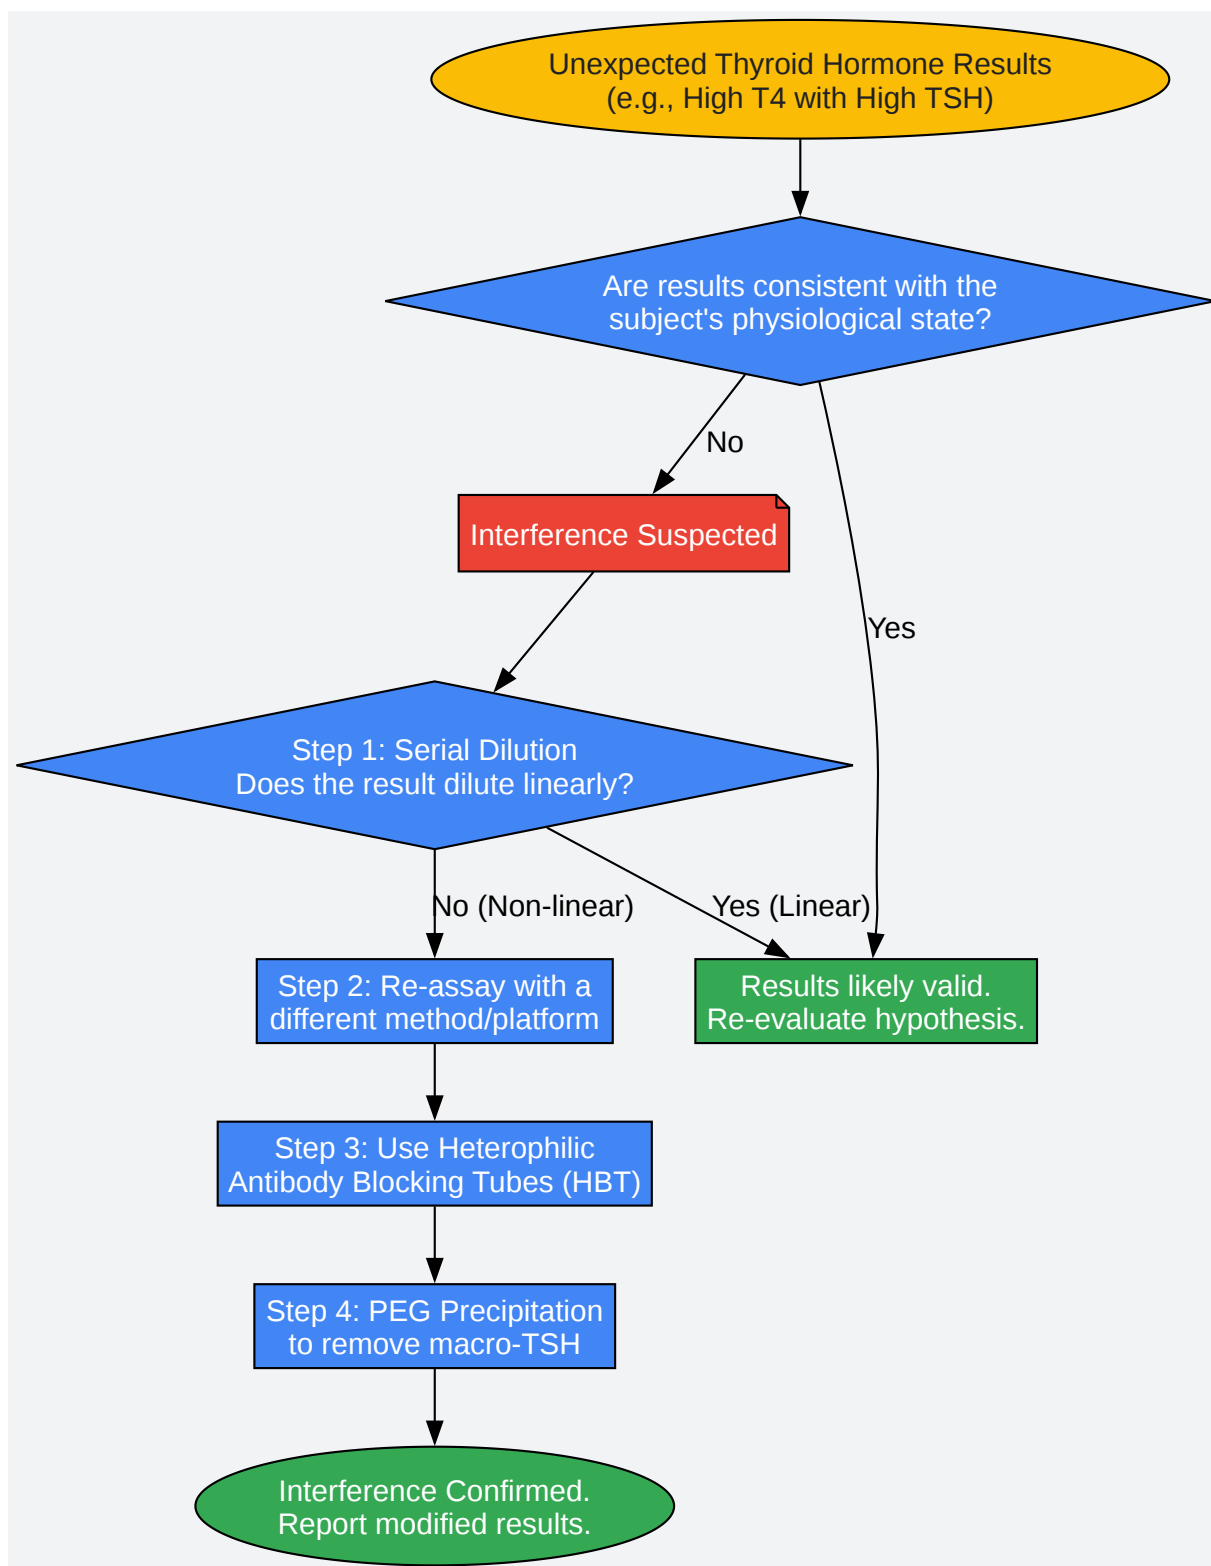 Unexpected Thyroid Hormone Results
(e.g., High T4 with High TSH)
Are results consistent with the
subject's physiological state?
No
Interference Suspected
Yes
Step 1: Serial Dilution
Does the result dilute linearly?
No (Non-linear)
Yes (Linear)
Step 2: Re-assay with a
different method/platform
Results likely valid.
Re-evaluate hypothesis.
Step 3: Use Heterophilic
Antibody Blocking Tubes (HBT)
Step 4: PEG Precipitation
to remove macro-TSH
Interference Confirmed.
Report modified results.